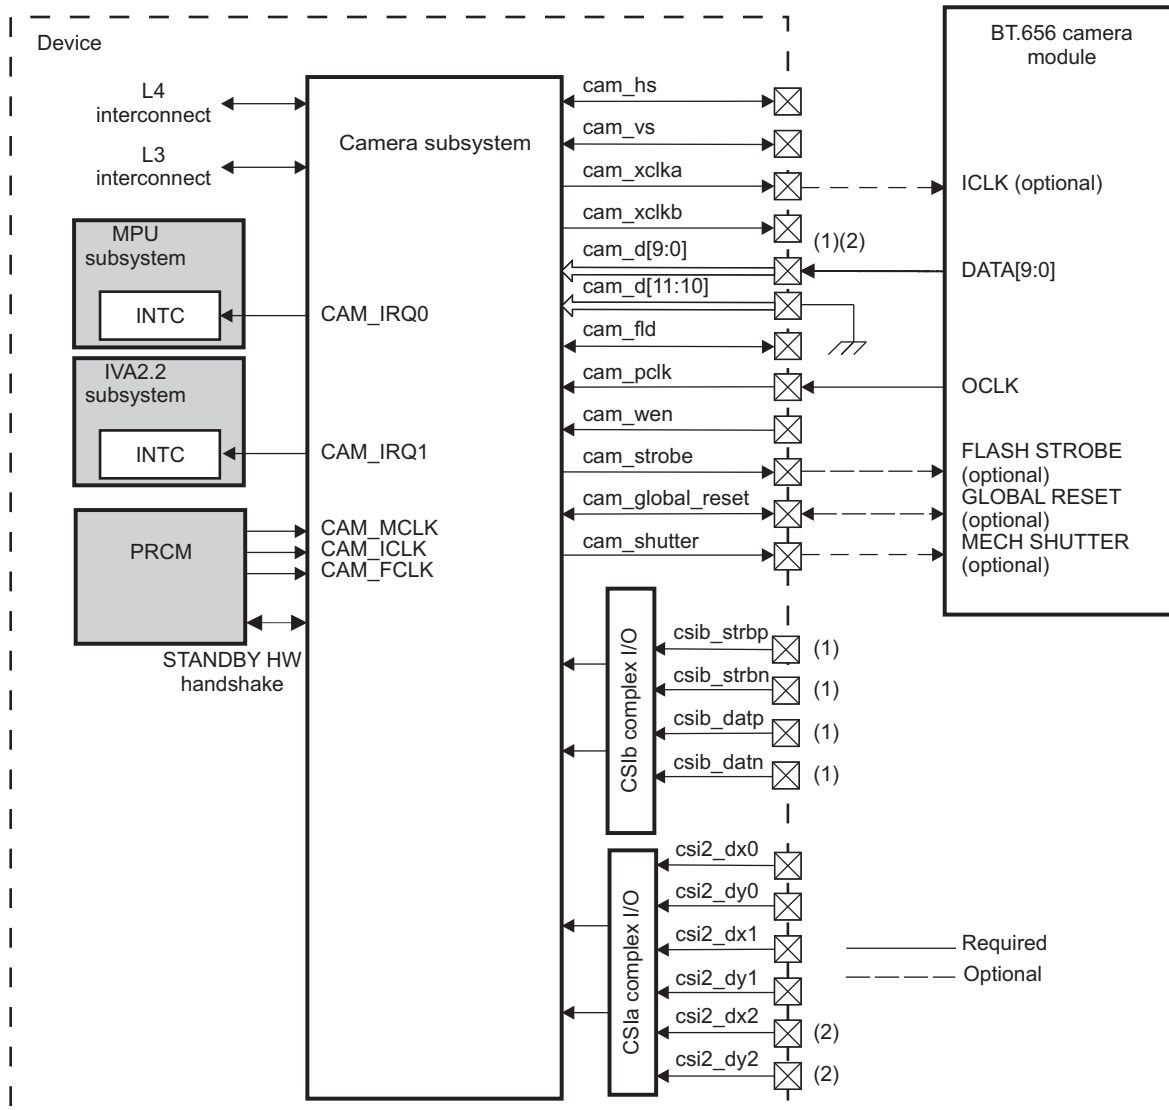 Device
BT.656 camera
module
L4
interconnect
L3
interconnect
Camera subsystem
MPU
subsystem
INTC
IVA2.2
subsystem
INTC
PRCM
STANDBY HW
handshake
CAM_IRQ0
CAM_IRQ1
CAM_MCLK
CAM_ICLK
CAM_FCLK
cam_hs
cam_vs
cam_xclka
cam_xclkb
cam_d[9:0]
cam_d[11:10]
cam_fld
cam_pclk
cam_wen
cam_strobe
cam_global_reset
cam_shutter
(1)(2)
ICLK (optional)
DATA[9:0]
OCLK
FLASH STROBE
(optional)
GLOBAL RESET
(optional)
MECH SHUTTER
(optional)
CSIb complex I/O
csib_strbp
(1)
csib_strbn
(1)
csib_datp
(1)
csib_datn
(1)
CSIa complex I/O
csi2_dx0
csi2_dy0
csi2_dx1
csi2_dy1
csi2_dx2
(2)
csi2_dy2
(2)
Required
Optional